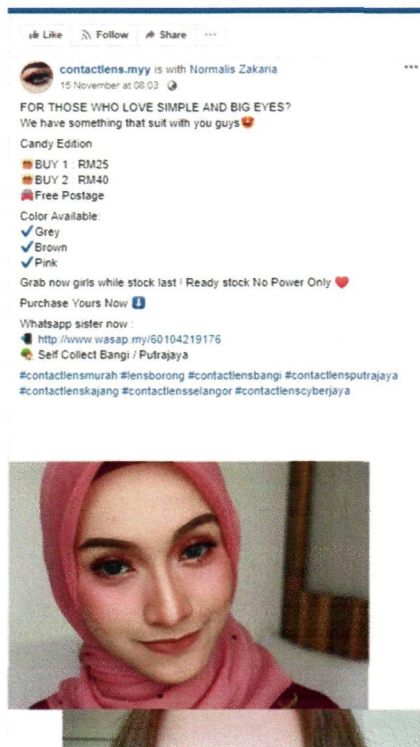 Like Follow Share ...
contactlens.myy is with Normalis Zakaria ...
15 November at 08:03
FOR THOSE WHO LOVE SIMPLE AND BIG EYES?
We have something that suit with you guys😍
Candy Edition
BUY 1 : RM25
BUY 2 : RM40
🚘Free Postage
Color Available:
✔Grey
✔Brown
✔Pink
Grab now girls while stock last ! Ready stock No Power Only ❤
Purchase Yours Now ⬇
Whatsapp sister now :
📲 http://www.wasap.my/60104219176
Self Collect Bangi / Putrajaya
#contactlensmurah #lensborong #contactlensbangi #contactlensputrajaya
#contactlenskajang #contactlensselangor #contactlenscyberjaya